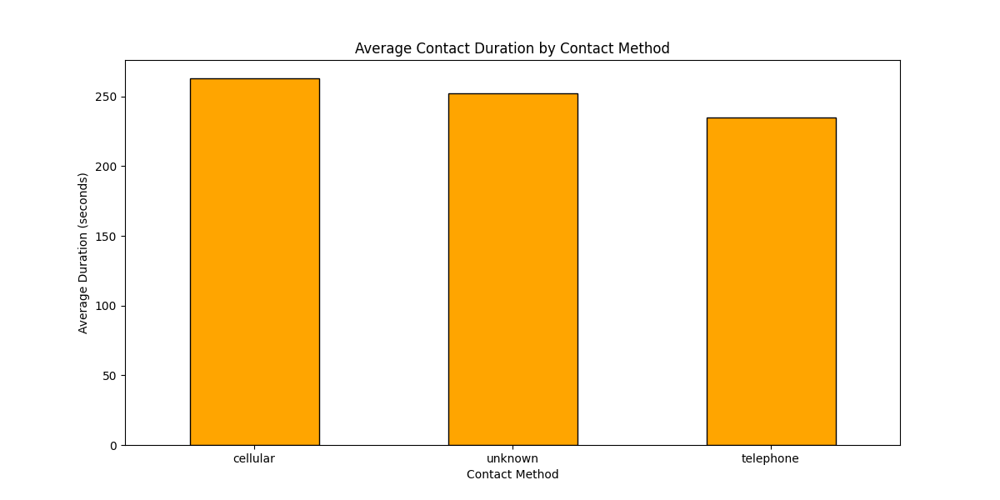 Average Contact Duration by Contact Method
Average Duration (seconds)
250
200
150
100
50
0
cellular
unknown
telephone
Contact Method